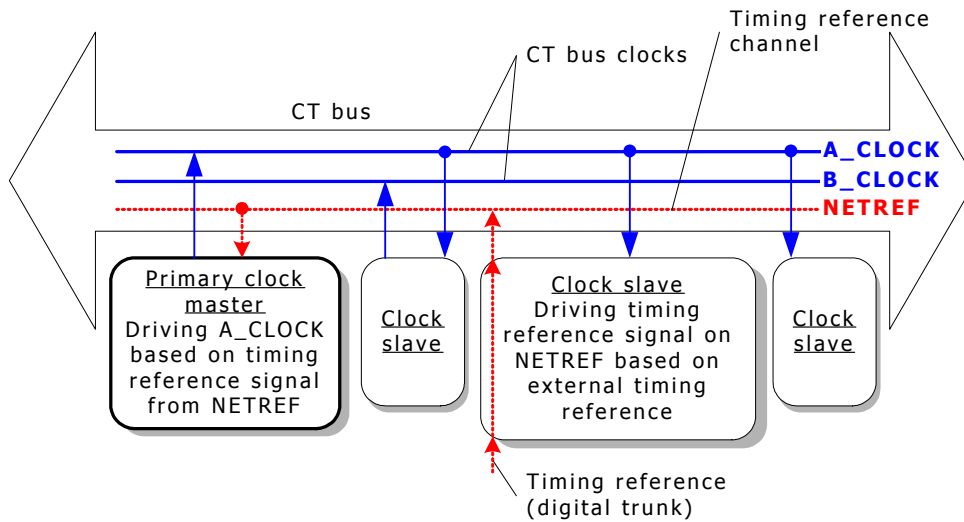 Timing reference
channel
CT bus clocks
CT bus
A_CLOCK
B_CLOCK
NETREF
Primary clock
master
Driving A_CLOCK
based on timing
reference signal
from NETREF
Clock
slave
Clock slave
Driving timing
reference signal on
NETREF based on
external timing
reference
Clock
slave
Timing reference
(digital trunk)